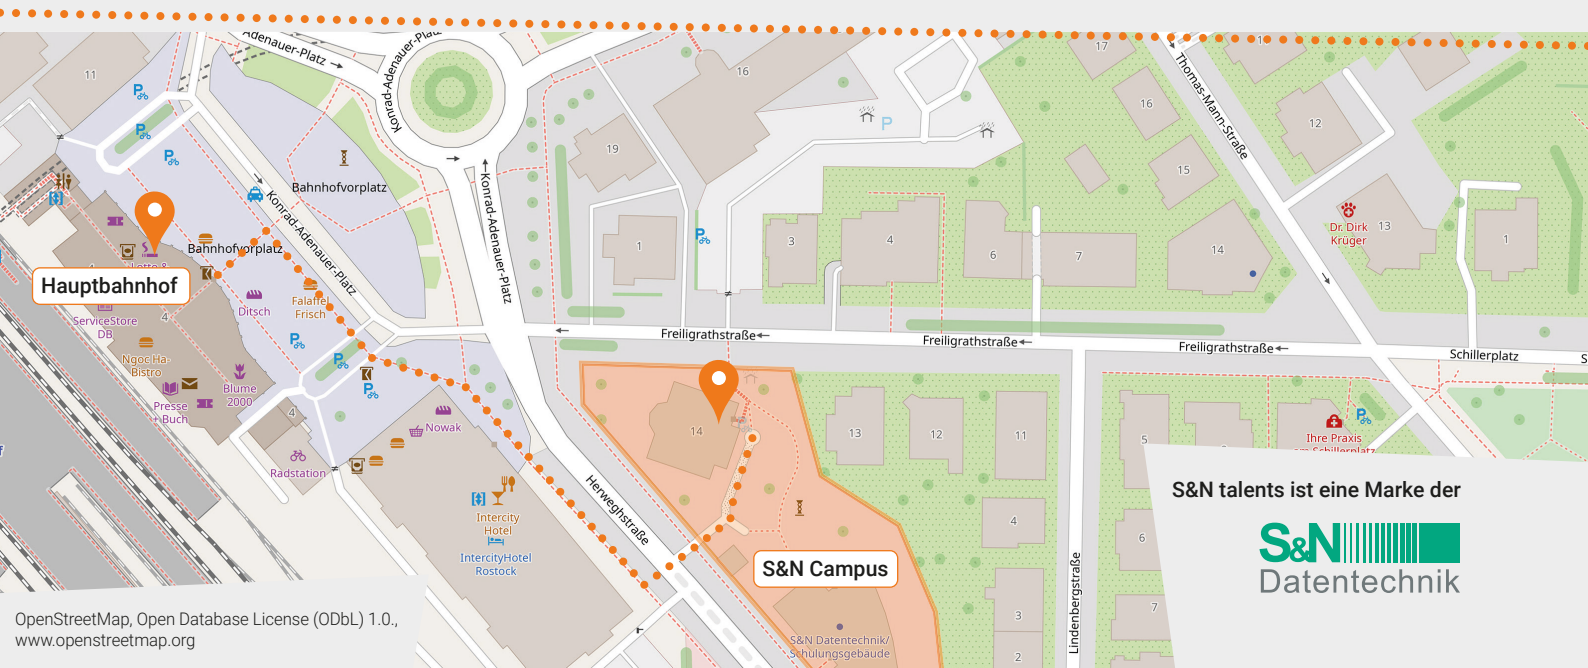 Adenauer-Platz
Konrad-Adenauer-Platz
11
16
17
Thomas-Mann-Straße
16
12
19
15
P
Bahnhofvorplatz
Konrad-Adenauer-Platz
Konrad-Adenauer-Platz
Bahnhofvorplatz
Hauptbahnhof
1
3
4
6
7
14
Dr. Dirk
Krüger
13
1
4
ServiceStore
DB
Ditsch
Falaffel
Frisch
Ngoc Ha-
Bistro
Presse
+ Buch
Blume
2000
4
Nowak
Radstation
Freiligrathstraße
Freiligrathstraße
Freiligrathstraße
Schillerplatz
S
14
13
12
11
5
Ihre Praxis
Intercity
Hotel
IntercityHotel
Rostock
Herweghstraße
S&N Campus
4
6
3
7
2
Lindenbergstraße
S&N Datentechnik/
Schulungsgebäude
S&N talents ist eine Marke der
S&N
Datentechnik
OpenStreetMap, Open Database License (ODbL) 1.0.,
www.openstreetmap.org